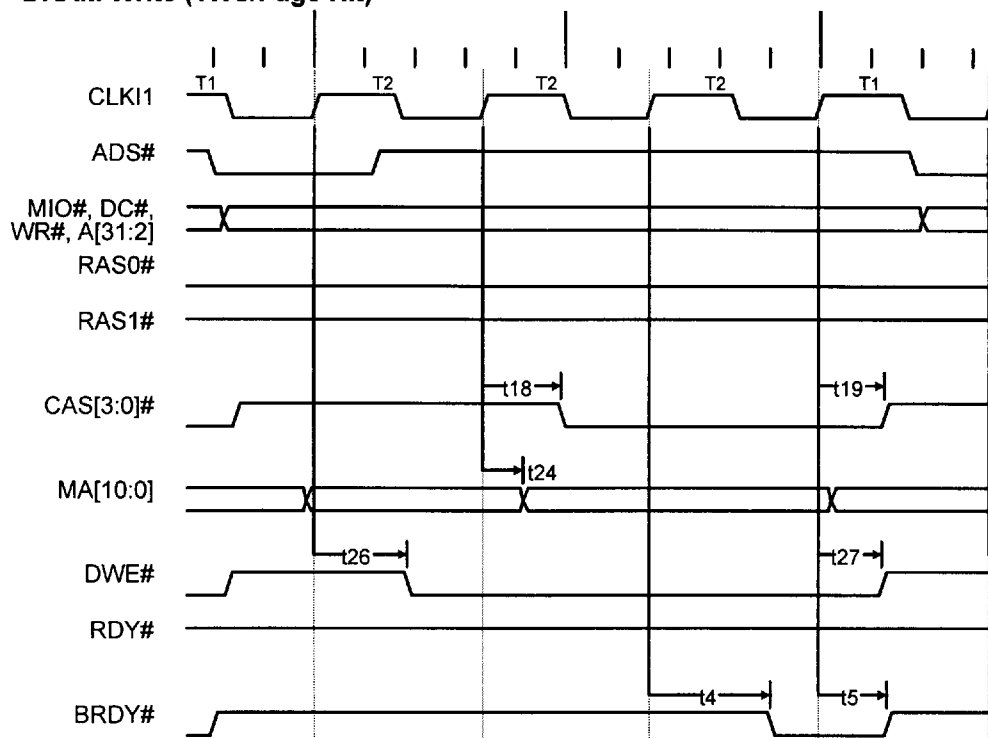 T1 T2 T2 T2 T1
CLKI1
ADS#
MIO#, DC#,
WR#, A[31:2]
RAS0#
RAS1#
t18 t19
CAS[3:0]#
t24
MA[10:0]
t26 t27
DWE#
RDY#
t4 t5
BRDY#